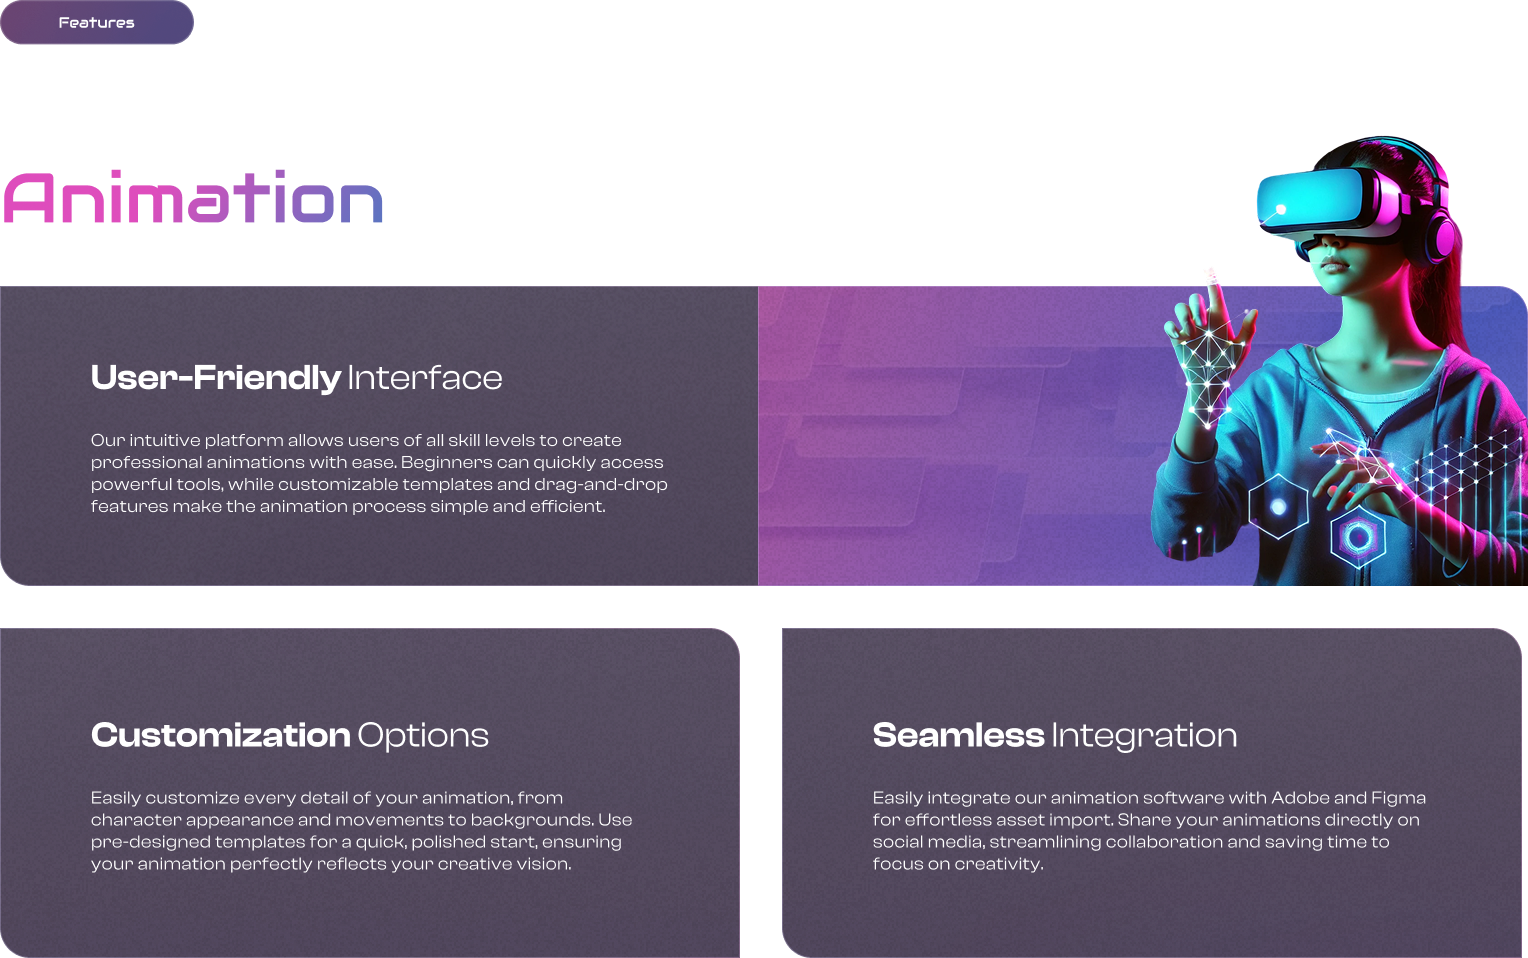 Features
Animation
User-Friendly Interface
Our intuitive platform allows users of all skill levels to create
professional animations with ease. Beginners can quickly access
powerful tools, while customizable templates and drag-and-drop
features make the animation process simple and efficient.
Customization Options
Easily customize every detail of your animation, from
character appearance and movements to backgrounds. Use
pre-designed templates for a quick, polished start, ensuring
your animation perfectly reflects your creative vision.
Seamless Integration
Easily integrate our animation software with Adobe and Figma
for effortless asset import. Share your animations directly on
social media, streamlining collaboration and saving time to
focus on creativity.